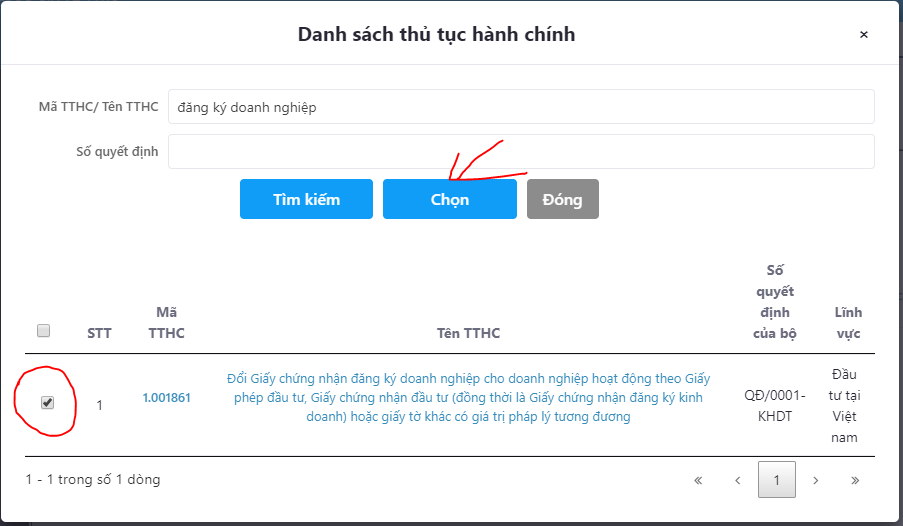 Danh sách thủ tục hành chính
×
Mã TTHC/ Tên TTHC
đăng ký doanh nghiệp
Số quyết định
Tìm kiếm
Chọn
Đóng
STT
Mã
TTHC
Tên TTHC
Số
quyết
định
của bộ
Lĩnh
vực
1
1.001861
Đổi Giấy chứng nhận đăng ký doanh nghiệp cho doanh nghiệp hoạt động theo Giấy
phép đầu tư, Giấy chứng nhận đầu tư (đồng thời là Giấy chứng nhận đăng ký kinh
doanh) hoặc giấy tờ khác có giá trị pháp lý tương đương
QĐ/0001-
KHDT
Đầu
tư tại
Việt
nam
1 - 1 trong số 1 dòng
« ‹ 1 › »